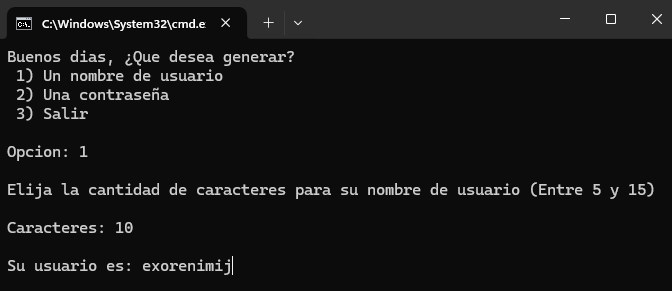 C:\Windows\System32\cmd.e
Buenos dias, ¿Que desea generar?
1) Un nombre de usuario
2) Una contraseña
3) Salir
Opcion: 1
Elija la cantidad de caracteres para su nombre de usuario (Entre 5 y 15)
Caracteres: 10
Su usuario es: exorenimij